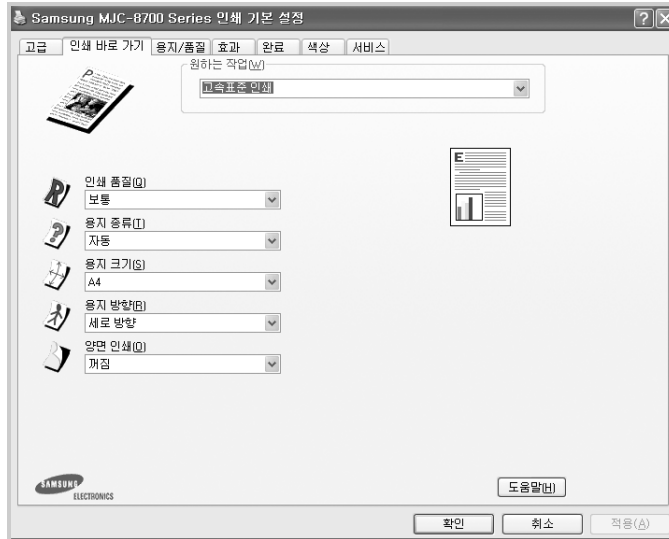 Samsung MJC-8700 Series 인쇄 기본 설정
고급 인쇄 바로 가기 용지/품질 효과 완료 색상 서비스
원하는 작업(W)
고속표준 인쇄
인쇄 품질(Q)
보통
용지 종류(T)
자동
용지 크기(S)
A4
용지 방향(R)
세로 방향
양면 인쇄(O)
꺼짐
E
SAMSUNG
ELECTRONICS
도움말(H)
확인 취소 적용(A)